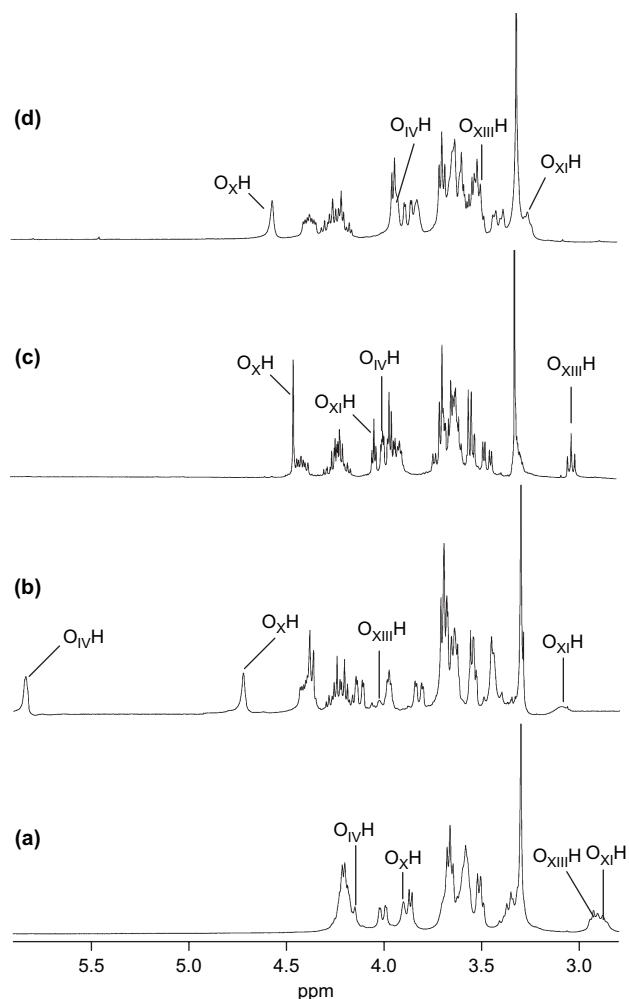 (d)
OXH
OIVH
OXIIIH
OXIH
(c)
OXH
OXIH
OIVH
OXIIIH
(b)
OIVH
OXH
OXIIIH
OXIH
(a)
OIVH
OXH
OXIIIH OXIH
5.5 5.0 4.5 4.0 3.5 3.0
ppm